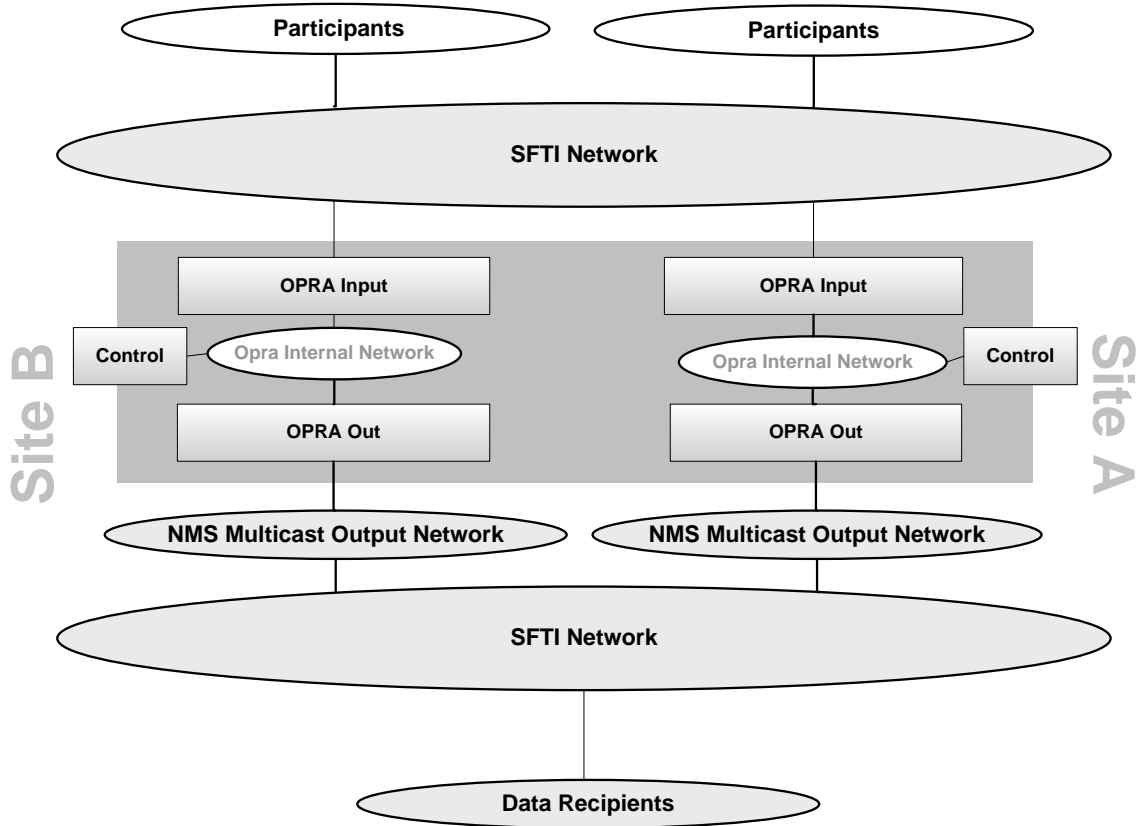 Participants
Participants
SFTI Network
OPRA Input
OPRA Input
Control
Opra Internal Network
Opra Internal Network
Control
Site B
Site A
OPRA Out
OPRA Out
NMS Multicast Output Network
NMS Multicast Output Network
SFTI Network
Data Recipients